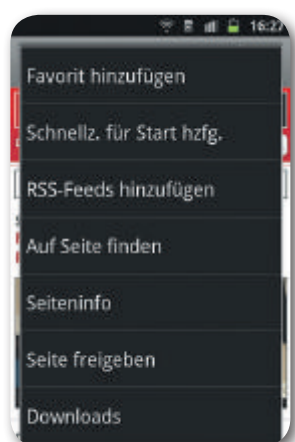 16:27
Favorit hinzufügen
Schnellz. für Start hzfg.
RSS-Feeds hinzufügen
Auf Seite finden
Seiteninfo
Seite freigeben
Downloads